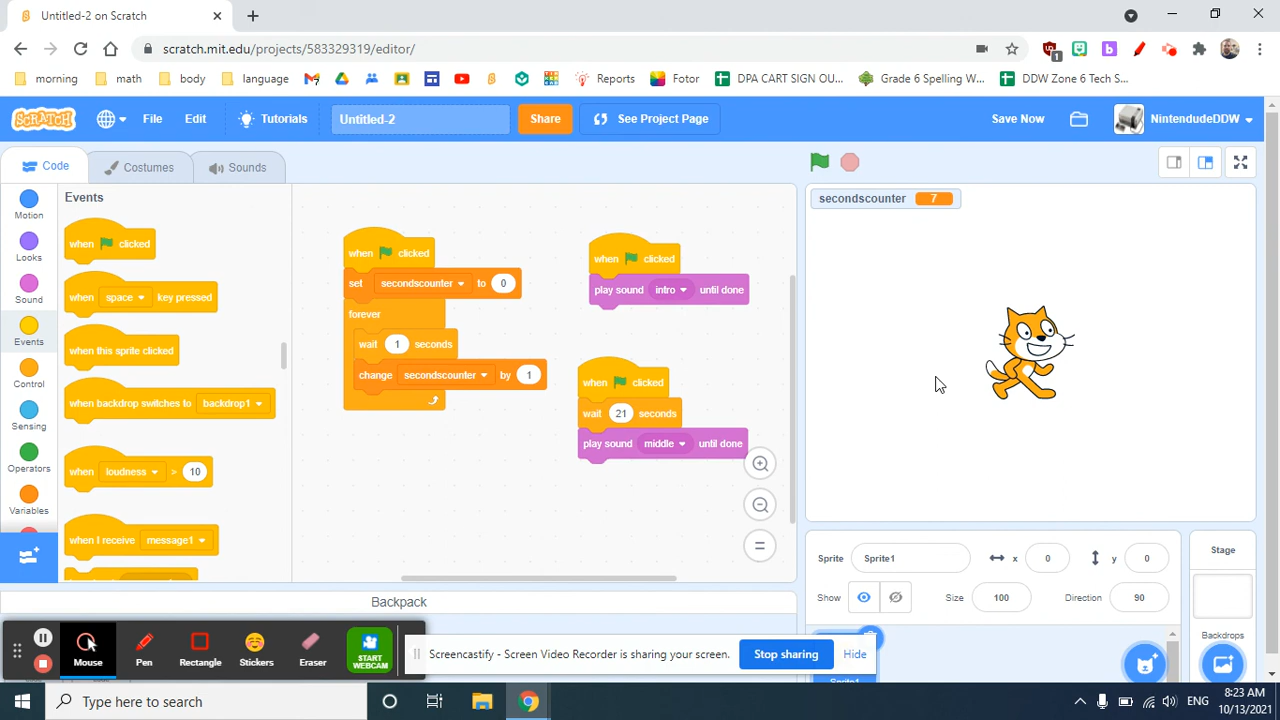 Untitled-2 on Scratch
scratch.mit.edu/projects/583329319/editor/
1
morning math body language Reports Fotor DPA CART SIGN OU... Grade 6 Spelling W... DDW Zone 6 Tech S...
SCRATCH File Edit Tutorials Untitled-2 Share See Project Page Save Now NintendudeDDW
Code Costumes Sounds
Motion
Looks
Sound
Events
Control
Sensing
Operators
Variables
Events
when clicked
when space key pressed
when this sprite clicked
when backdrop switches to backdrop1
when loudness > 10
when I receive message1
when clicked
set secondscounter to 0
forever
wait 1 seconds
change secondscounter by 1
when clicked
play sound intro until done
when clicked
wait 21 seconds
play sound middle until done
secondscounter 7
Sprite Sprite1 x 0 y 0
Show Size 100 Direction 90
Stage
Backdrops
Sprite1
Backpack
Mouse Pen Rectangle Stickers Eraser START WEBCAM
Screencastify - Screen Video Recorder is sharing your screen. Stop sharing Hide
Type here to search
ENG
8:23 AM
10/13/2021